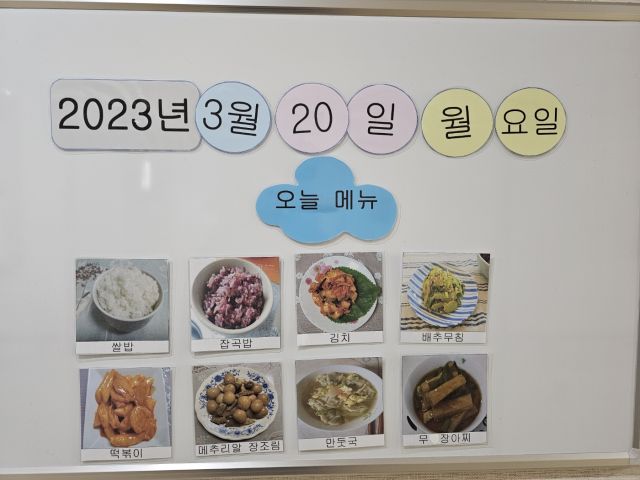 2023년 3월 20 일 월 요일
오늘 메뉴
쌀밥 잡곡밥 김치 배추무침
떡볶이 메추리알 장조림 만둣국 무 장아찌